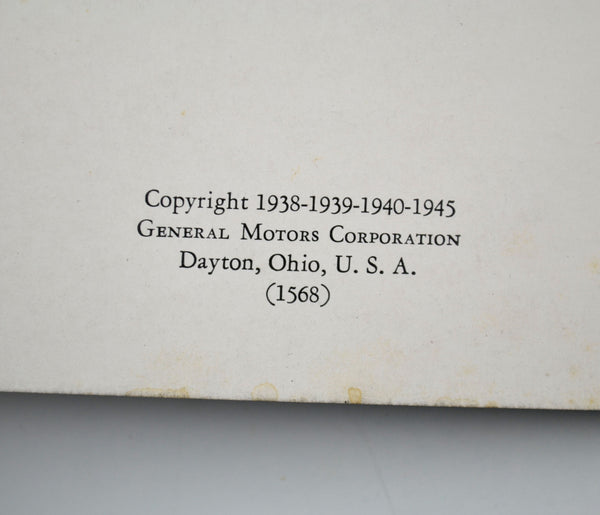 Copyright 1938-1939-1940-1945
GENERAL MOTORS CORPORATION
Dayton, Ohio, U. S. A.
(1568)